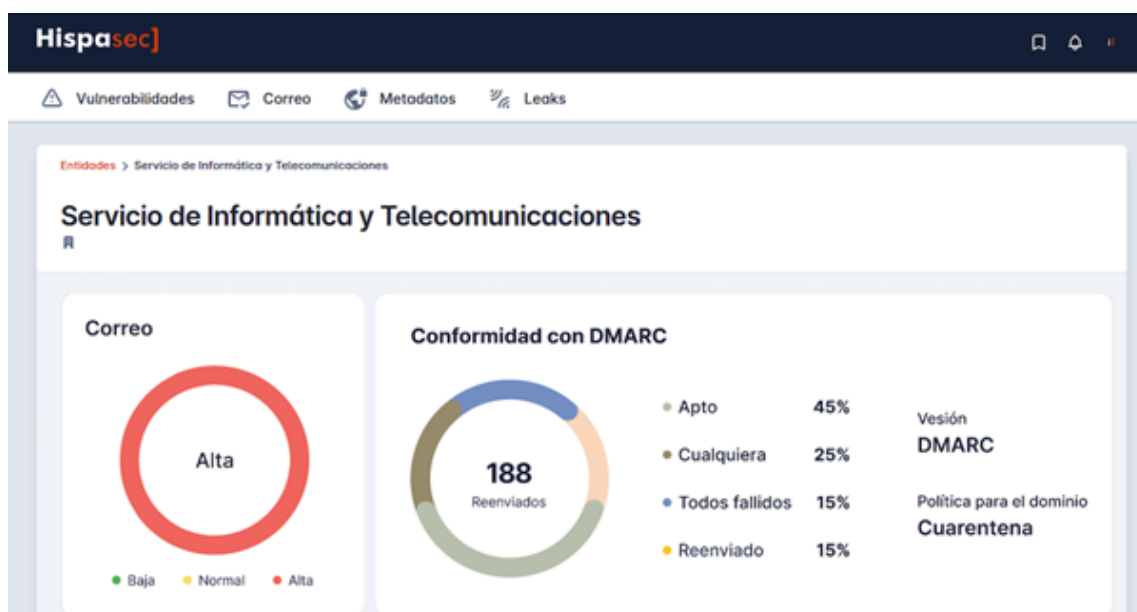 Hispasec]
Vulnerabilidades Correo Metadatos Leaks
Entidades > Servicio de Informática y Telecomunicaciones
Servicio de Informática y Telecomunicaciones
Correo
Alta
Baja Normal Alta
Conformidad con DMARC
188
Reenviados
Apto 45%
Cualquiera 25%
Todos fallidos 15%
Reenviado 15%
Vesión
DMARC
Política para el dominio
Cuarentena